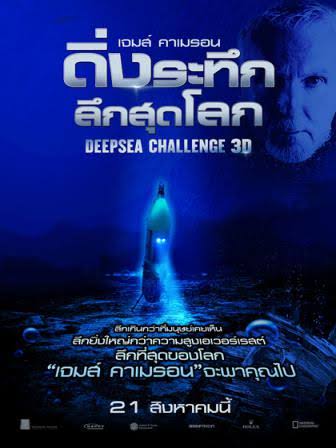 เจมส์ คาเมรอน
ดิ่งระทึก
ลึกสุดโลก
DEEPSEA CHALLENGE 3D
ลึกเกินกว่าที่มนุษย์เคยเห็น
ลึกยิ่งใหญ่กว่าความสูงเอเวอร์เรสต์
ลึกที่สุดของโลก
“เจมส์ คาเมรอน” จะพาคุณไป
21 สิงหาคมนี้
ROLEX
NATIONAL GEOGRAPHIC